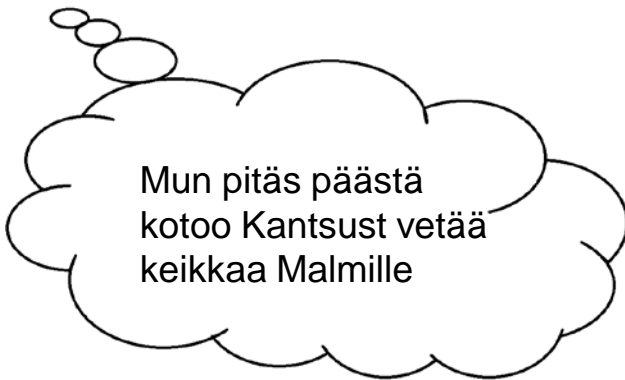 Mun pitäs päästä
kotoo Kantsust vetää
keikkaa Malmille